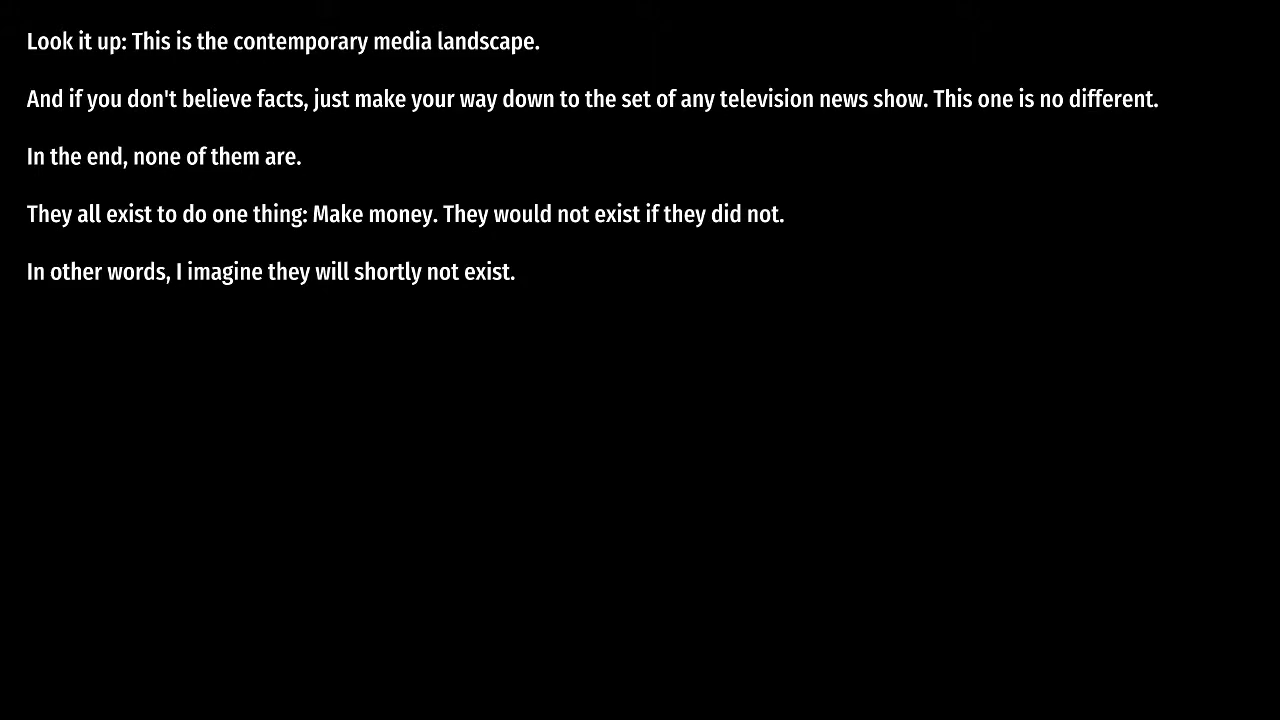 Look it up: This is the contemporary media landscape.
And if you don't believe facts, just make your way down to the set of any television news show. This one is no different.
In the end, none of them are.
They all exist to do one thing: Make money. They would not exist if they did not.
In other words, I imagine they will shortly not exist.